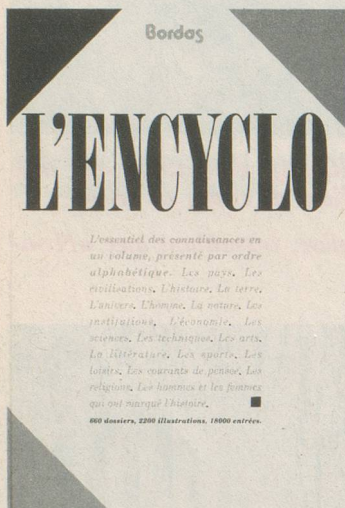 Bordas
L'ENCYCLO
L'essentiel des connaissances en
un volume, présenté par ordre
alphabétique. Les pays. Les
civilisations. L'histoire. La terre.
L'univers. L'homme. La nature. Les
institutions. L'économie. Les
sciences. Les techniques. Les arts.
La littérature. Les sports. Les
loisirs. Les courants de pensée. Les
religions. Les hommes et les femmes
qui ont marqué l'histoire.
660 dossiers, 2200 illustrations, 18000 entrées.